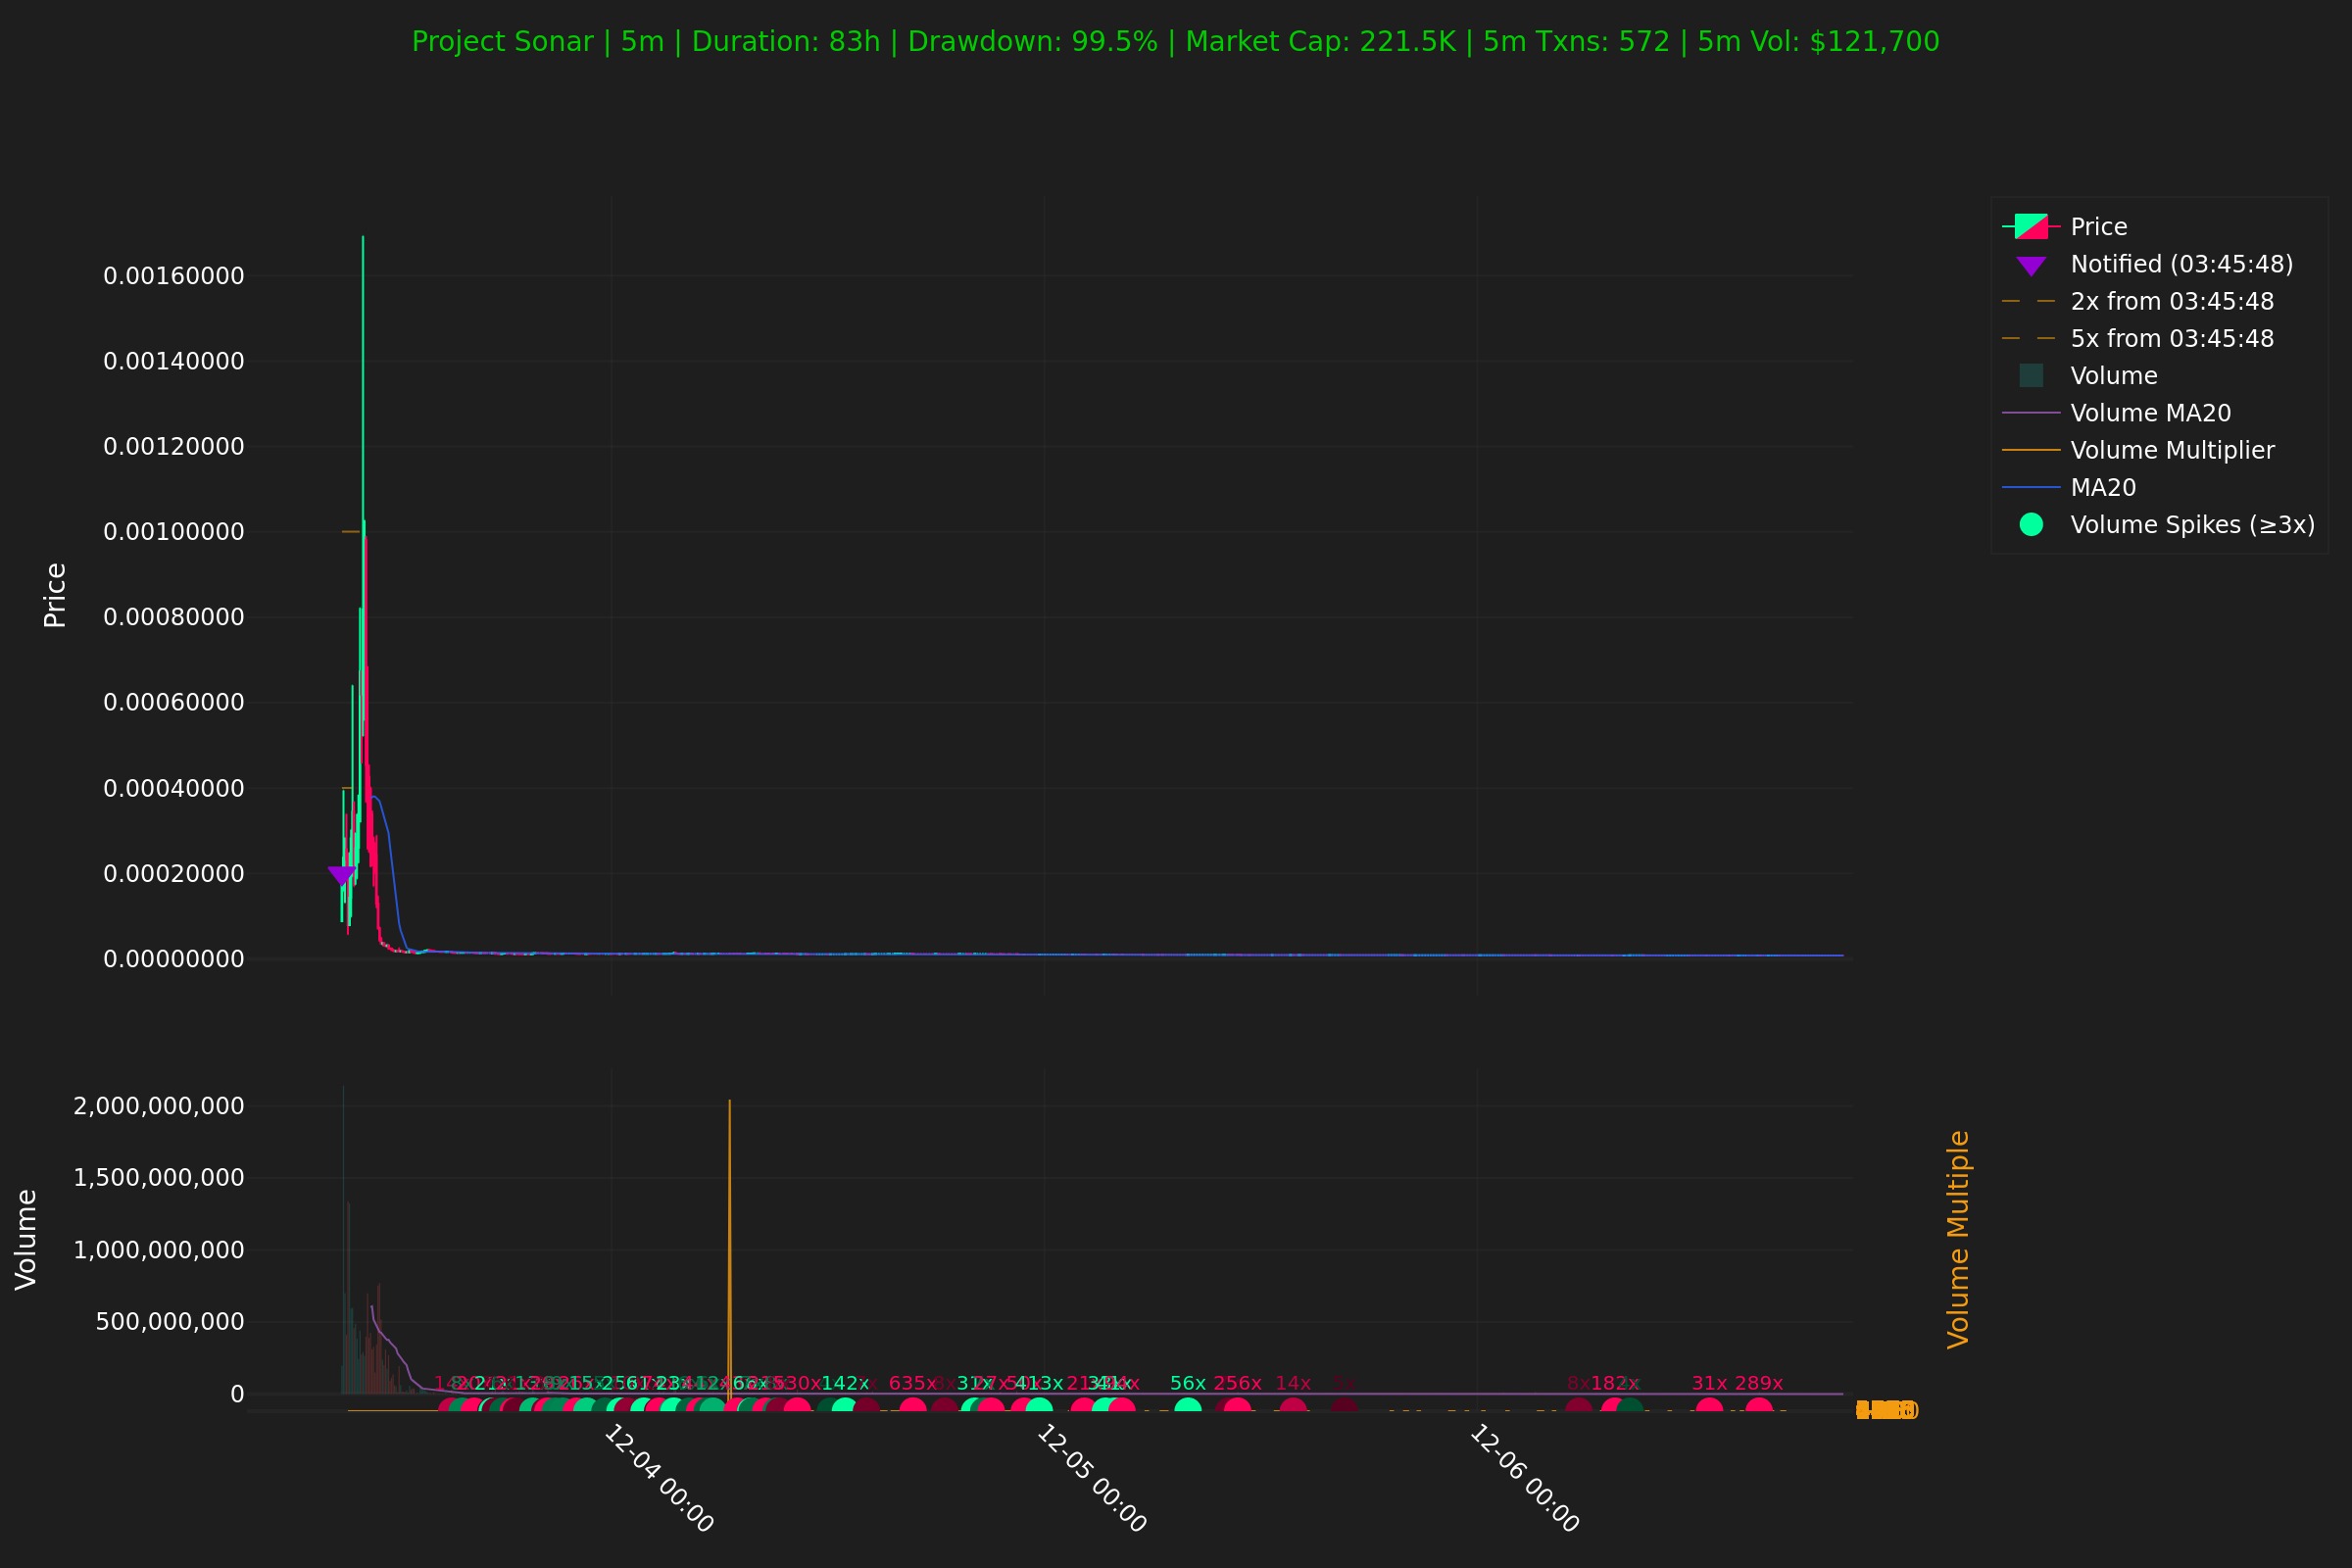 Project Sonar | 5m | Duration: 83h | Drawdown: 99.5% | Market Cap: 221.5K | 5m Txns: 572 | 5m Vol: $121,700
Price
0.00160000
0.00140000
0.00120000
0.00100000
0.00080000
0.00060000
0.00040000
0.00020000
0.00000000
Price
Notified (03:45:48)
2x from 03:45:48
5x from 03:45:48
Volume
Volume MA20
Volume Multiplier
MA20
Volume Spikes (≥3x)
Volume
2,000,000,000
1,500,000,000
1,000,000,000
500,000,000
0
142x
635x
31x
413x
56x
256x
14x
8x
182x
31x
289x
Volume Multiple
12-04 00:00
12-05 00:00
12-06 00:00